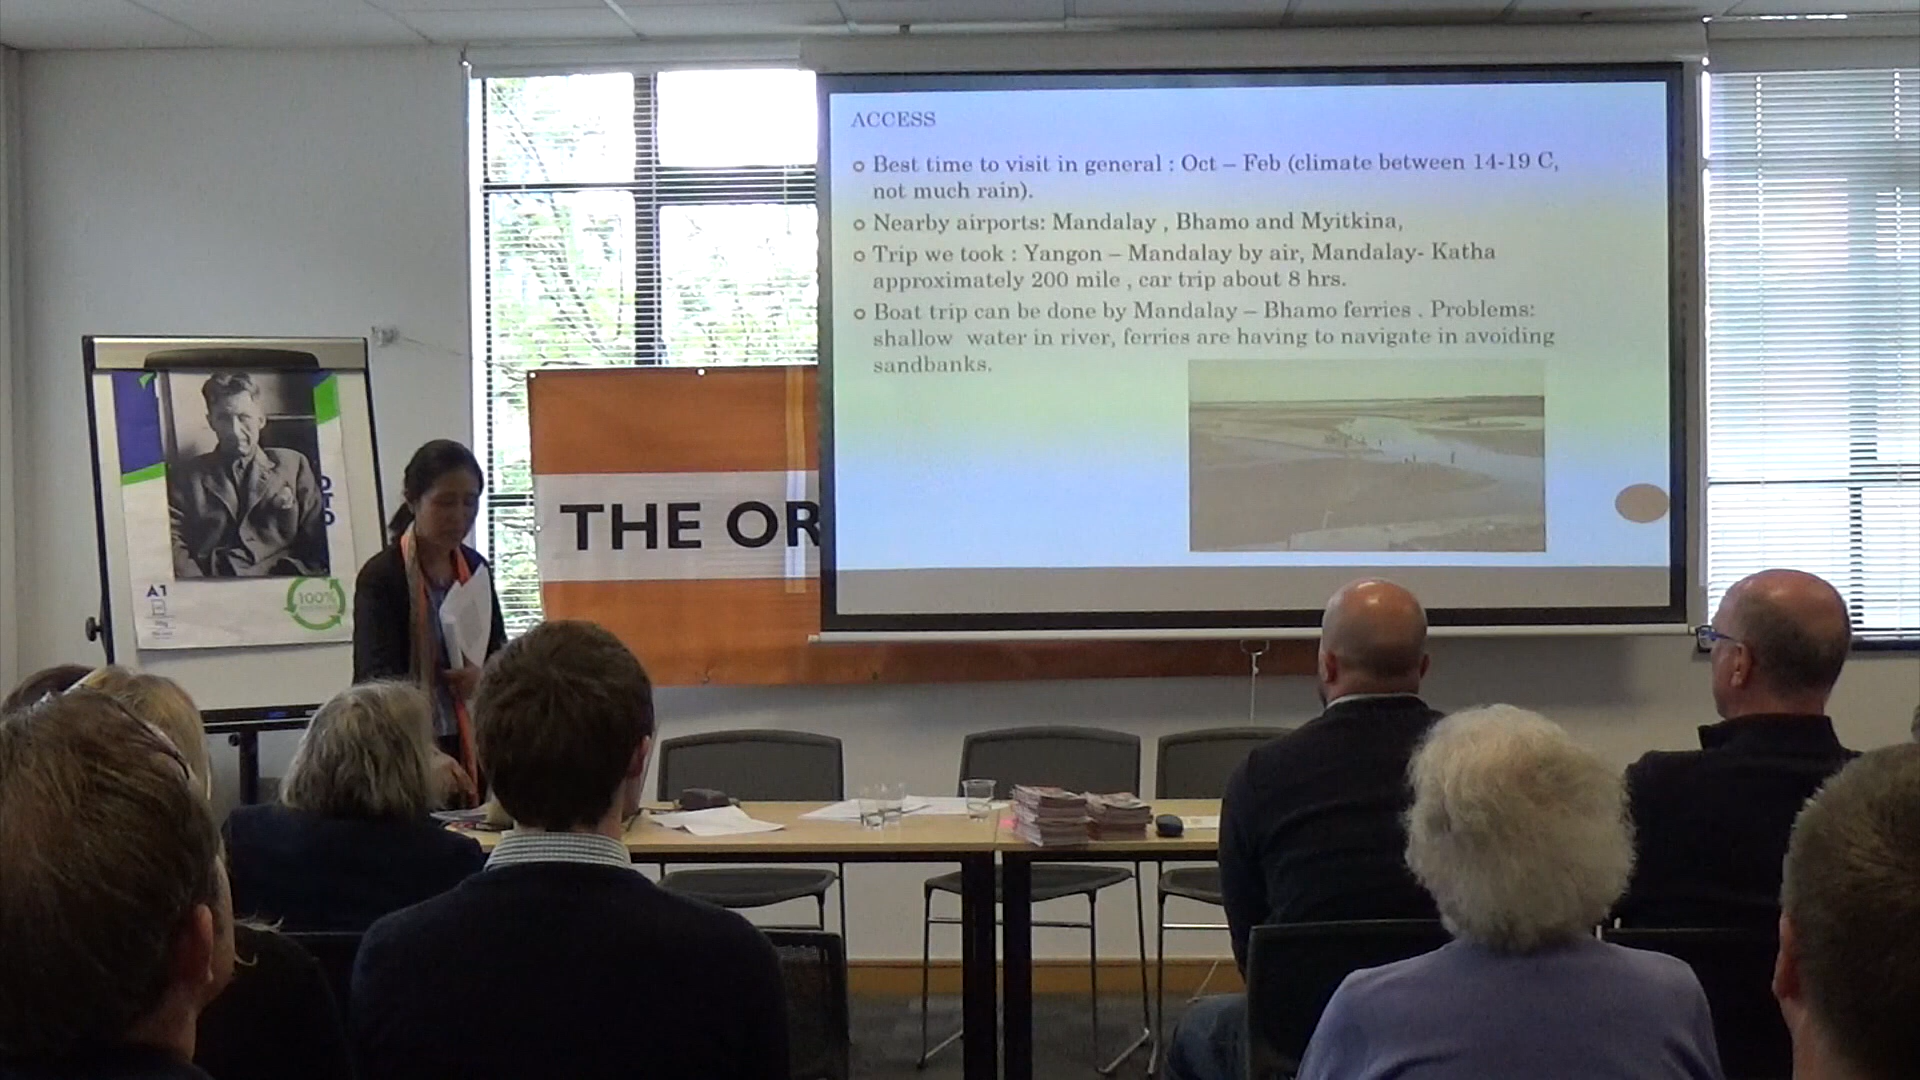 ACCESS
Best time to visit in general : Oct – Feb (climate between 14-19 C,
not much rain).
Nearby airports: Mandalay , Bhamo and Myitkina,
Trip we took : Yangon – Mandalay by air, Mandalay- Katha
approximately 200 mile , car trip about 8 hrs.
Boat trip can be done by Mandalay – Bhamo ferries . Problems:
shallow water in river, ferries are having to navigate in avoiding
sandbanks.
THE OR
A1
100%